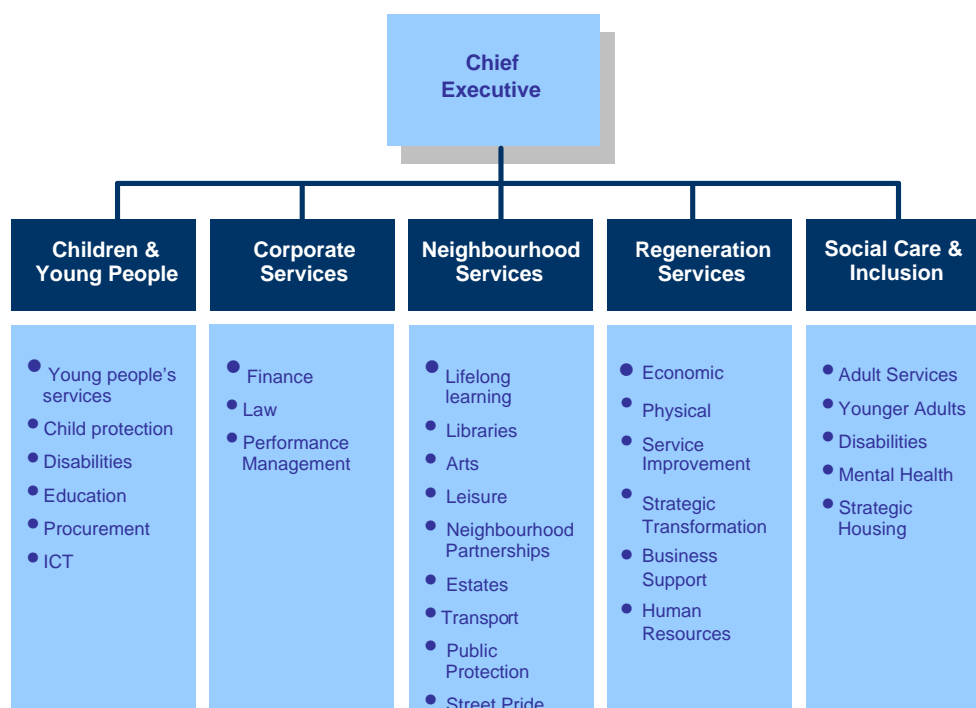 Chief
Executive
Children &
Young People
Corporate
Services
Neighbourhood
Services
Regeneration
Services
Social Care &
Inclusion
• Young people's
services
• Child protection
• Disabilities
• Education
• Procurement
• ICT
• Finance
• Law
• Performance
Management
• Lifelong
learning
• Libraries
• Arts
• Leisure
• Neighbourhood
Partnerships
• Estates
• Transport
• Public
Protection
• Street Pride
• Economic
• Physical
• Service
Improvement
• Strategic
Transformation
• Business
Support
• Human
Resources
• Adult Services
• Younger Adults
• Disabilities
• Mental Health
• Strategic
Housing